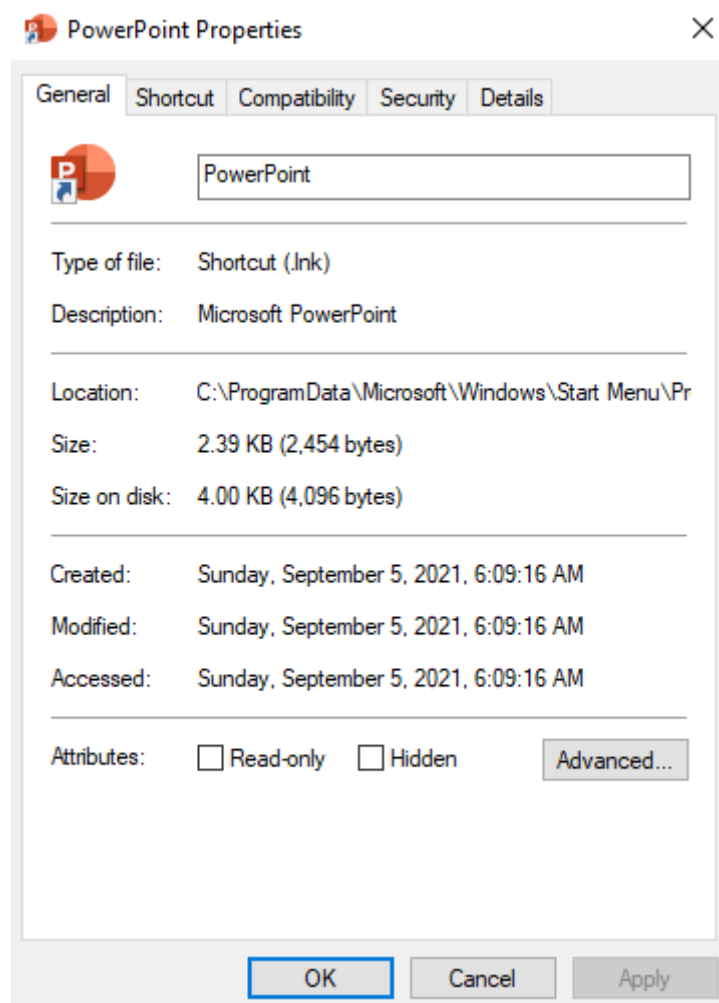 PowerPoint Properties
General Shortcut Compatibility Security Details
P
PowerPoint
Type of file: Shortcut (.lnk)
Description: Microsoft PowerPoint
Location: C:\ProgramData\Microsoft\Windows\Start Menu\Pr
Size: 2.39 KB (2,454 bytes)
Size on disk: 4.00 KB (4,096 bytes)
Created: Sunday, September 5, 2021, 6:09:16 AM
Modified: Sunday, September 5, 2021, 6:09:16 AM
Accessed: Sunday, September 5, 2021, 6:09:16 AM
Attributes: Read-only Hidden Advanced...
OK Cancel Apply